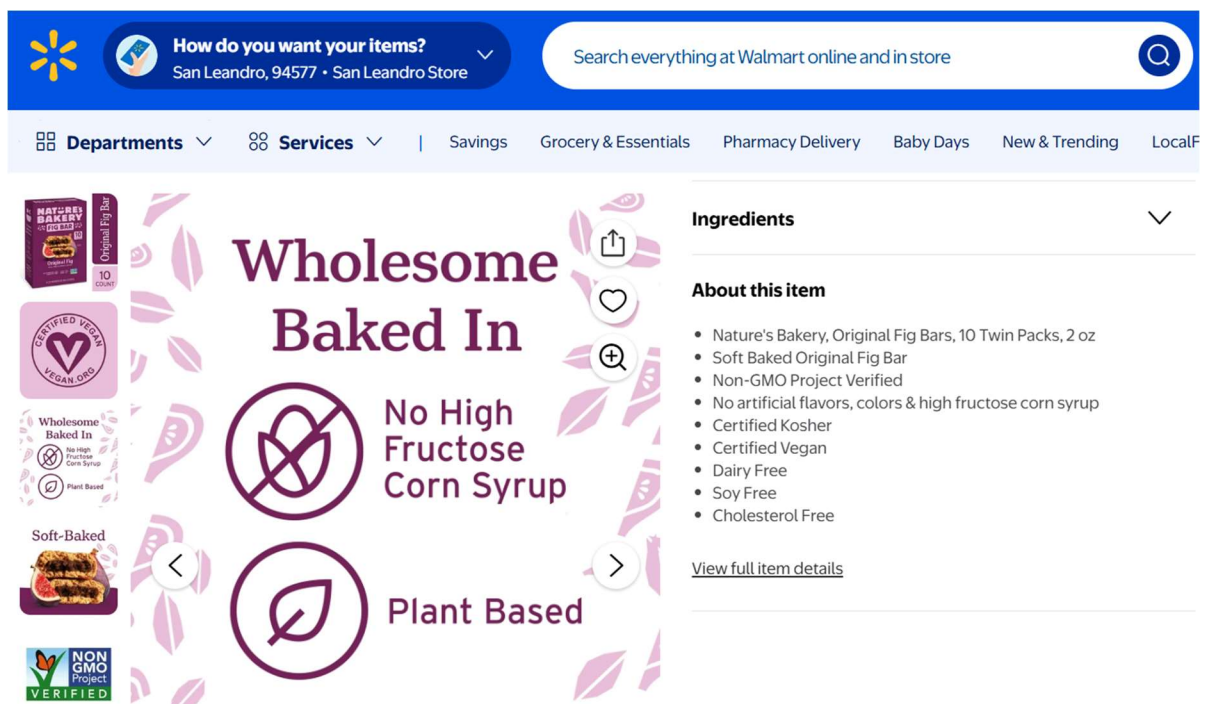 How do you want your items?
San Leandro, 94577 • San Leandro Store
Search everything at Walmart online and in store
Departments
Services
|
Savings
Grocery & Essentials
Pharmacy Delivery
Baby Days
New & Trending
LocalF
NATURE'S
BAKERY
FIG BAR
10
Original Fig
Original Fig Bar
10
COUNT
CERTIFIED VEGAN
VEGAN.ORG
Wholesome
Baked In
No High
Fructose
Corn Syrup
Plant Based
Soft-Baked
NON
GMO
Project
VERIFIED
Wholesome
Baked In
No High
Fructose
Corn Syrup
Plant Based
Ingredients
About this item
• Nature's Bakery, Original Fig Bars, 10 Twin Packs, 2 oz
• Soft Baked Original Fig Bar
• Non-GMO Project Verified
• No artificial flavors, colors & high fructose corn syrup
• Certified Kosher
• Certified Vegan
• Dairy Free
• Soy Free
• Cholesterol Free
View full item details